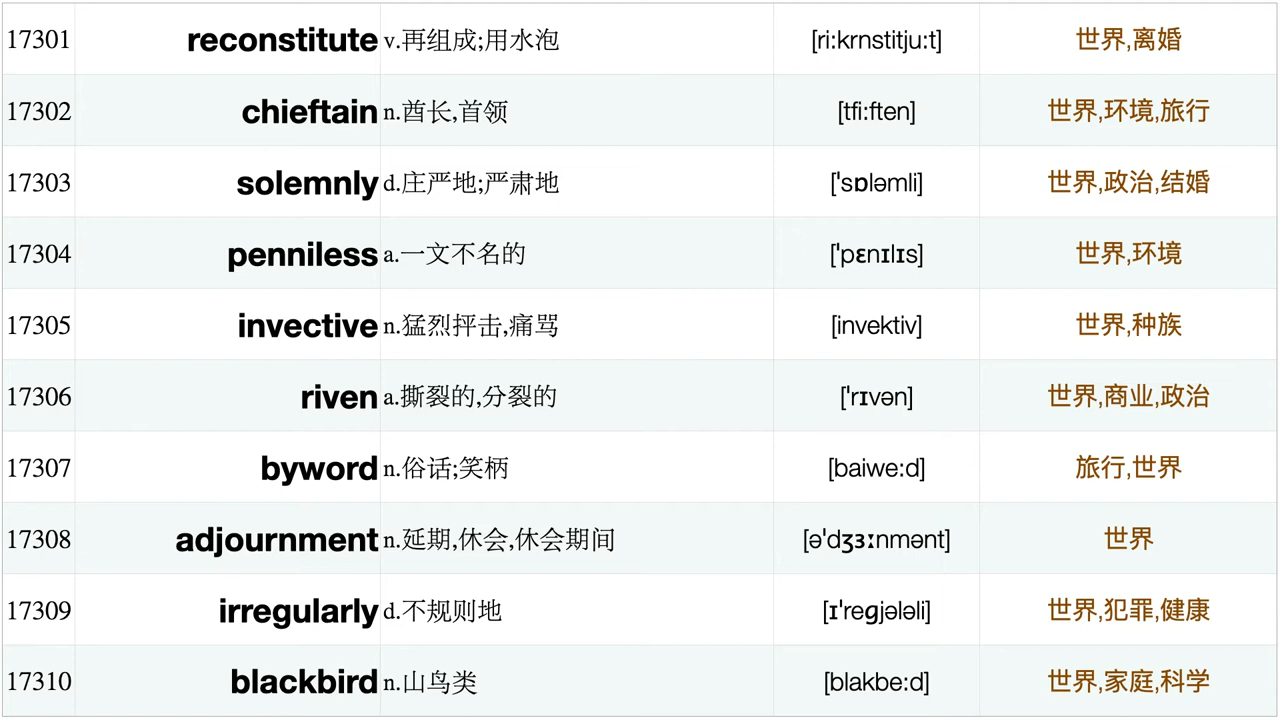 17301 reconstitute v.再组成;用水泡 [ri:krnstitju:t] 世界,离婚
17302 chieftain n.酋长,首领 [tfi:ften] 世界,环境,旅行
17303 solemnly d.庄严地;严肃地 [ˈsɒləmli] 世界,政治,结婚
17304 penniless a.一文不名的 [ˈpɛnɪlɪs] 世界,环境
17305 invective n.猛烈抨击,痛骂 [invektiv] 世界,种族
17306 riven a.撕裂的,分裂的 [ˈrɪvən] 世界,商业,政治
17307 byword n.俗话;笑柄 [baiwe:d] 旅行,世界
17308 adjournment n.延期,休会,休会期间 [əˈdʒɜːnmənt] 世界
17309 irregularly d.不规则地 [ɪˈreɡjələli] 世界,犯罪,健康
17310 blackbird n.山鸟类 [blakbe:d] 世界,家庭,科学